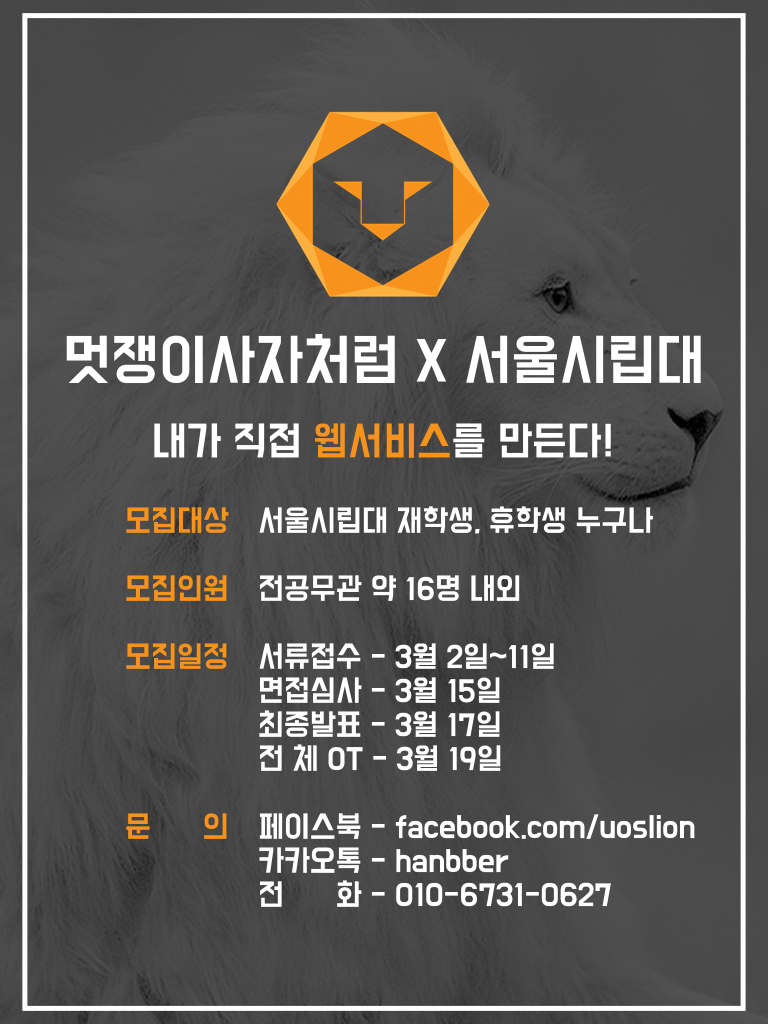 멋쟁이사자처럼 X 서울시립대
내가 직접 웹서비스를 만든다!
모집대상 서울시립대 재학생, 휴학생 누구나
모집인원 전공무관 약 16명 내외
모집일정 서류접수 - 3월 2일~11일
면접심사 - 3월 15일
최종발표 - 3월 17일
전 체 OT - 3월 19일
문 의 페이스북 - facebook.com/uoslion
카카오톡 - hanbber
전 화 - 010-6731-0627